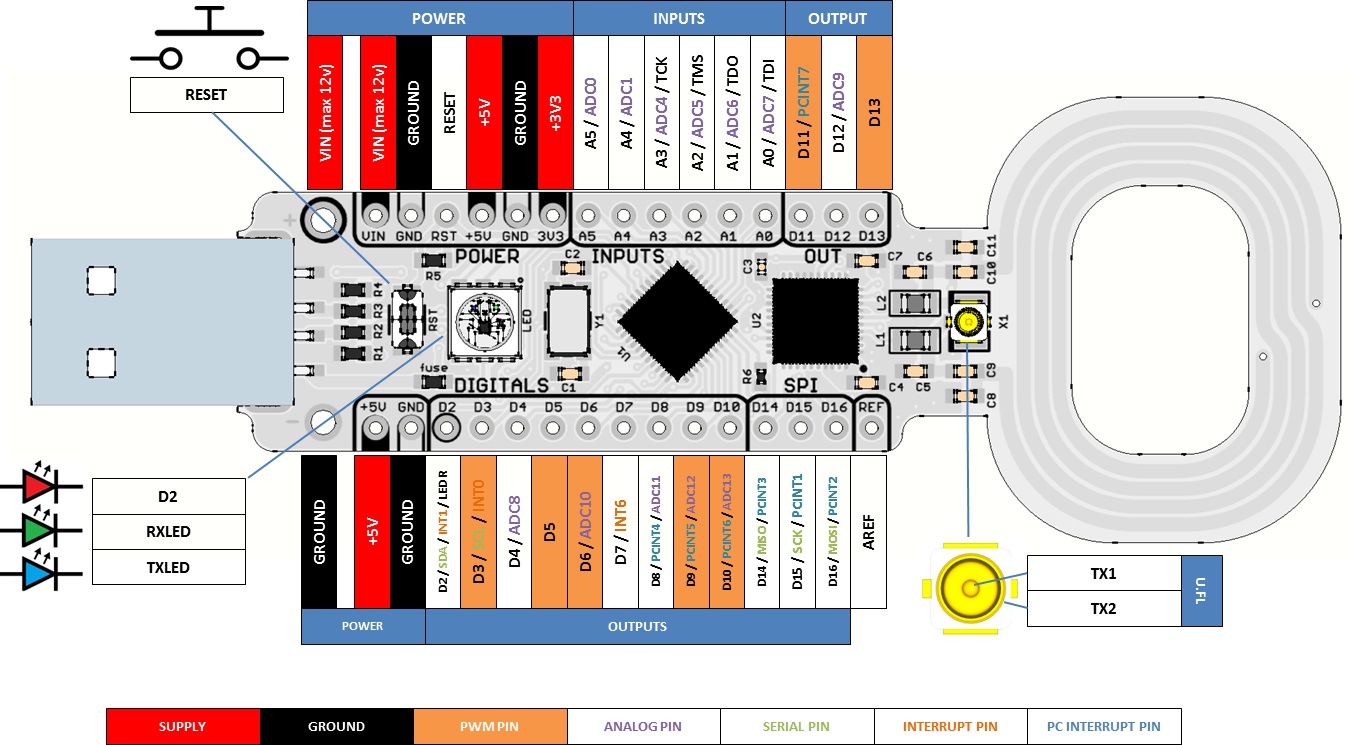 POWER INPUTS OUTPUT
VIN (max 12v)
VIN (max 12v)
GROUND
RESET
+5V
GROUND
+3V3
A5 / ADC0
A4 / ADC1
A3 / ADC4 / TCK
A2 / ADC5 / TMS
A1 / ADC6 / TDO
A0 / ADC7 / TDI
D11 / PCINT7
D12 / ADC9
D13
RESET
+
VIN GND RST +5V GND 3V3 A5 A4 A3 A2 A1 A0 D11 D12 D13
POWER INPUTS OUT
R5
C2
C3
C7 C6
C11
C10
R4
R3
R2
R1
RST
LED
Y1
U1
U2
L2
L1
X1
fuse
C1
R6
C4 C5
C9
C8
DIGITALS SPI
+5V GND D2 D3 D4 D5 D6 D7 D8 D9 D10 D14 D15 D16 REF
−
D2
RXLED
TXLED
GROUND
+5V
GROUND
D2 / SDA / INT1 / LED R
D3 / SCL / INT0
D4 / ADC8
D5
D6 / ADC10
D7 / INT6
D8 / PCINT4 / ADC11
D9 / PCINT5 / ADC12
D10 / PCINT6 / ADC13
D14 / MISO / PCINT3
D15 / SCK / PCINT1
D16 / MOSI / PCINT2
AREF
POWER OUTPUTS
TX1
TX2
U.FL
SUPPLY GROUND PWM PIN ANALOG PIN SERIAL PIN INTERRUPT PIN PC INTERRUPT PIN